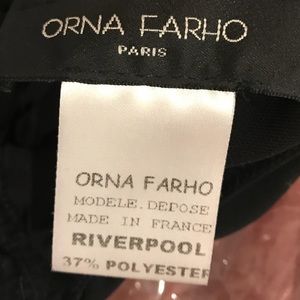 ORNA FARHO
PARIS
ORNA FARHO
MODELE.DEPOSE
MADE IN FRANCE
RIVERPOOL
37% POLYESTER